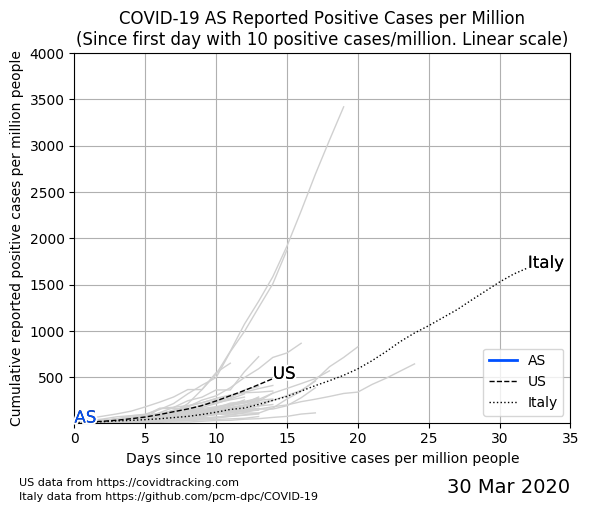 COVID-19 AS Reported Positive Cases per Million
(Since first day with 10 positive cases/million. Linear scale)
Cumulative reported positive cases per million people
4000
3500
3000
2500
2000
1500
1000
500
Italy
US
AS
AS
US
Italy
0
5
10
15
20
25
30
35
Days since 10 reported positive cases per million people
US data from https://covidtracking.com
Italy data from https://github.com/pcm-dpc/COVID-19
30 Mar 2020